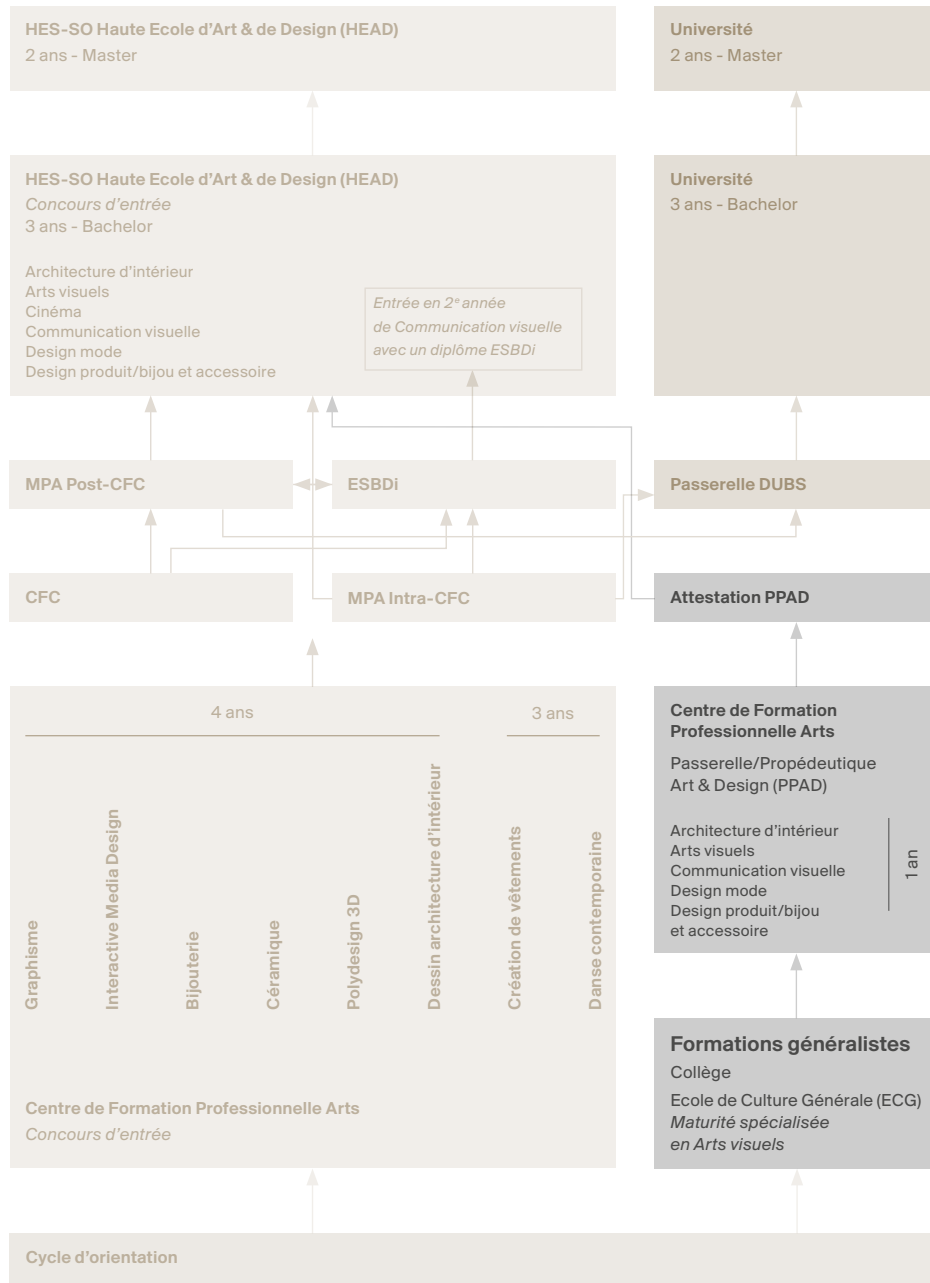 HES-SO Haute Ecole d'Art & de Design (HEAD)
2 ans - Master
Université
2 ans - Master
HES-SO Haute Ecole d'Art & de Design (HEAD)
Concours d'entrée
3 ans - Bachelor
Architecture d'intérieur
Arts visuels
Cinéma
Communication visuelle
Design mode
Design produit/bijou et accessoire
Entrée en 2e année
de Communication visuelle
avec un diplôme ESBDi
Université
3 ans - Bachelor
MPA Post-CFC
ESBDi
Passerelle DUBS
CFC
MPA Intra-CFC
Attestation PPAD
4 ans
3 ans
Graphisme
Interactive Media Design
Bijouterie
Céramique
Polydesign 3D
Dessin architecture d'intérieur
Création de vêtements
Danse contemporaine
Centre de Formation Professionnelle Arts
Concours d'entrée
Centre de Formation
Professionnelle Arts
Passerelle/Propédeutique
Art & Design (PPAD)
Architecture d'intérieur
Arts visuels
Communication visuelle
Design mode
Design produit/bijou
et accessoire
1 an
Formations généralistes
Collège
Ecole de Culture Générale (ECG)
Maturité spécialisée
en Arts visuels
Cycle d'orientation